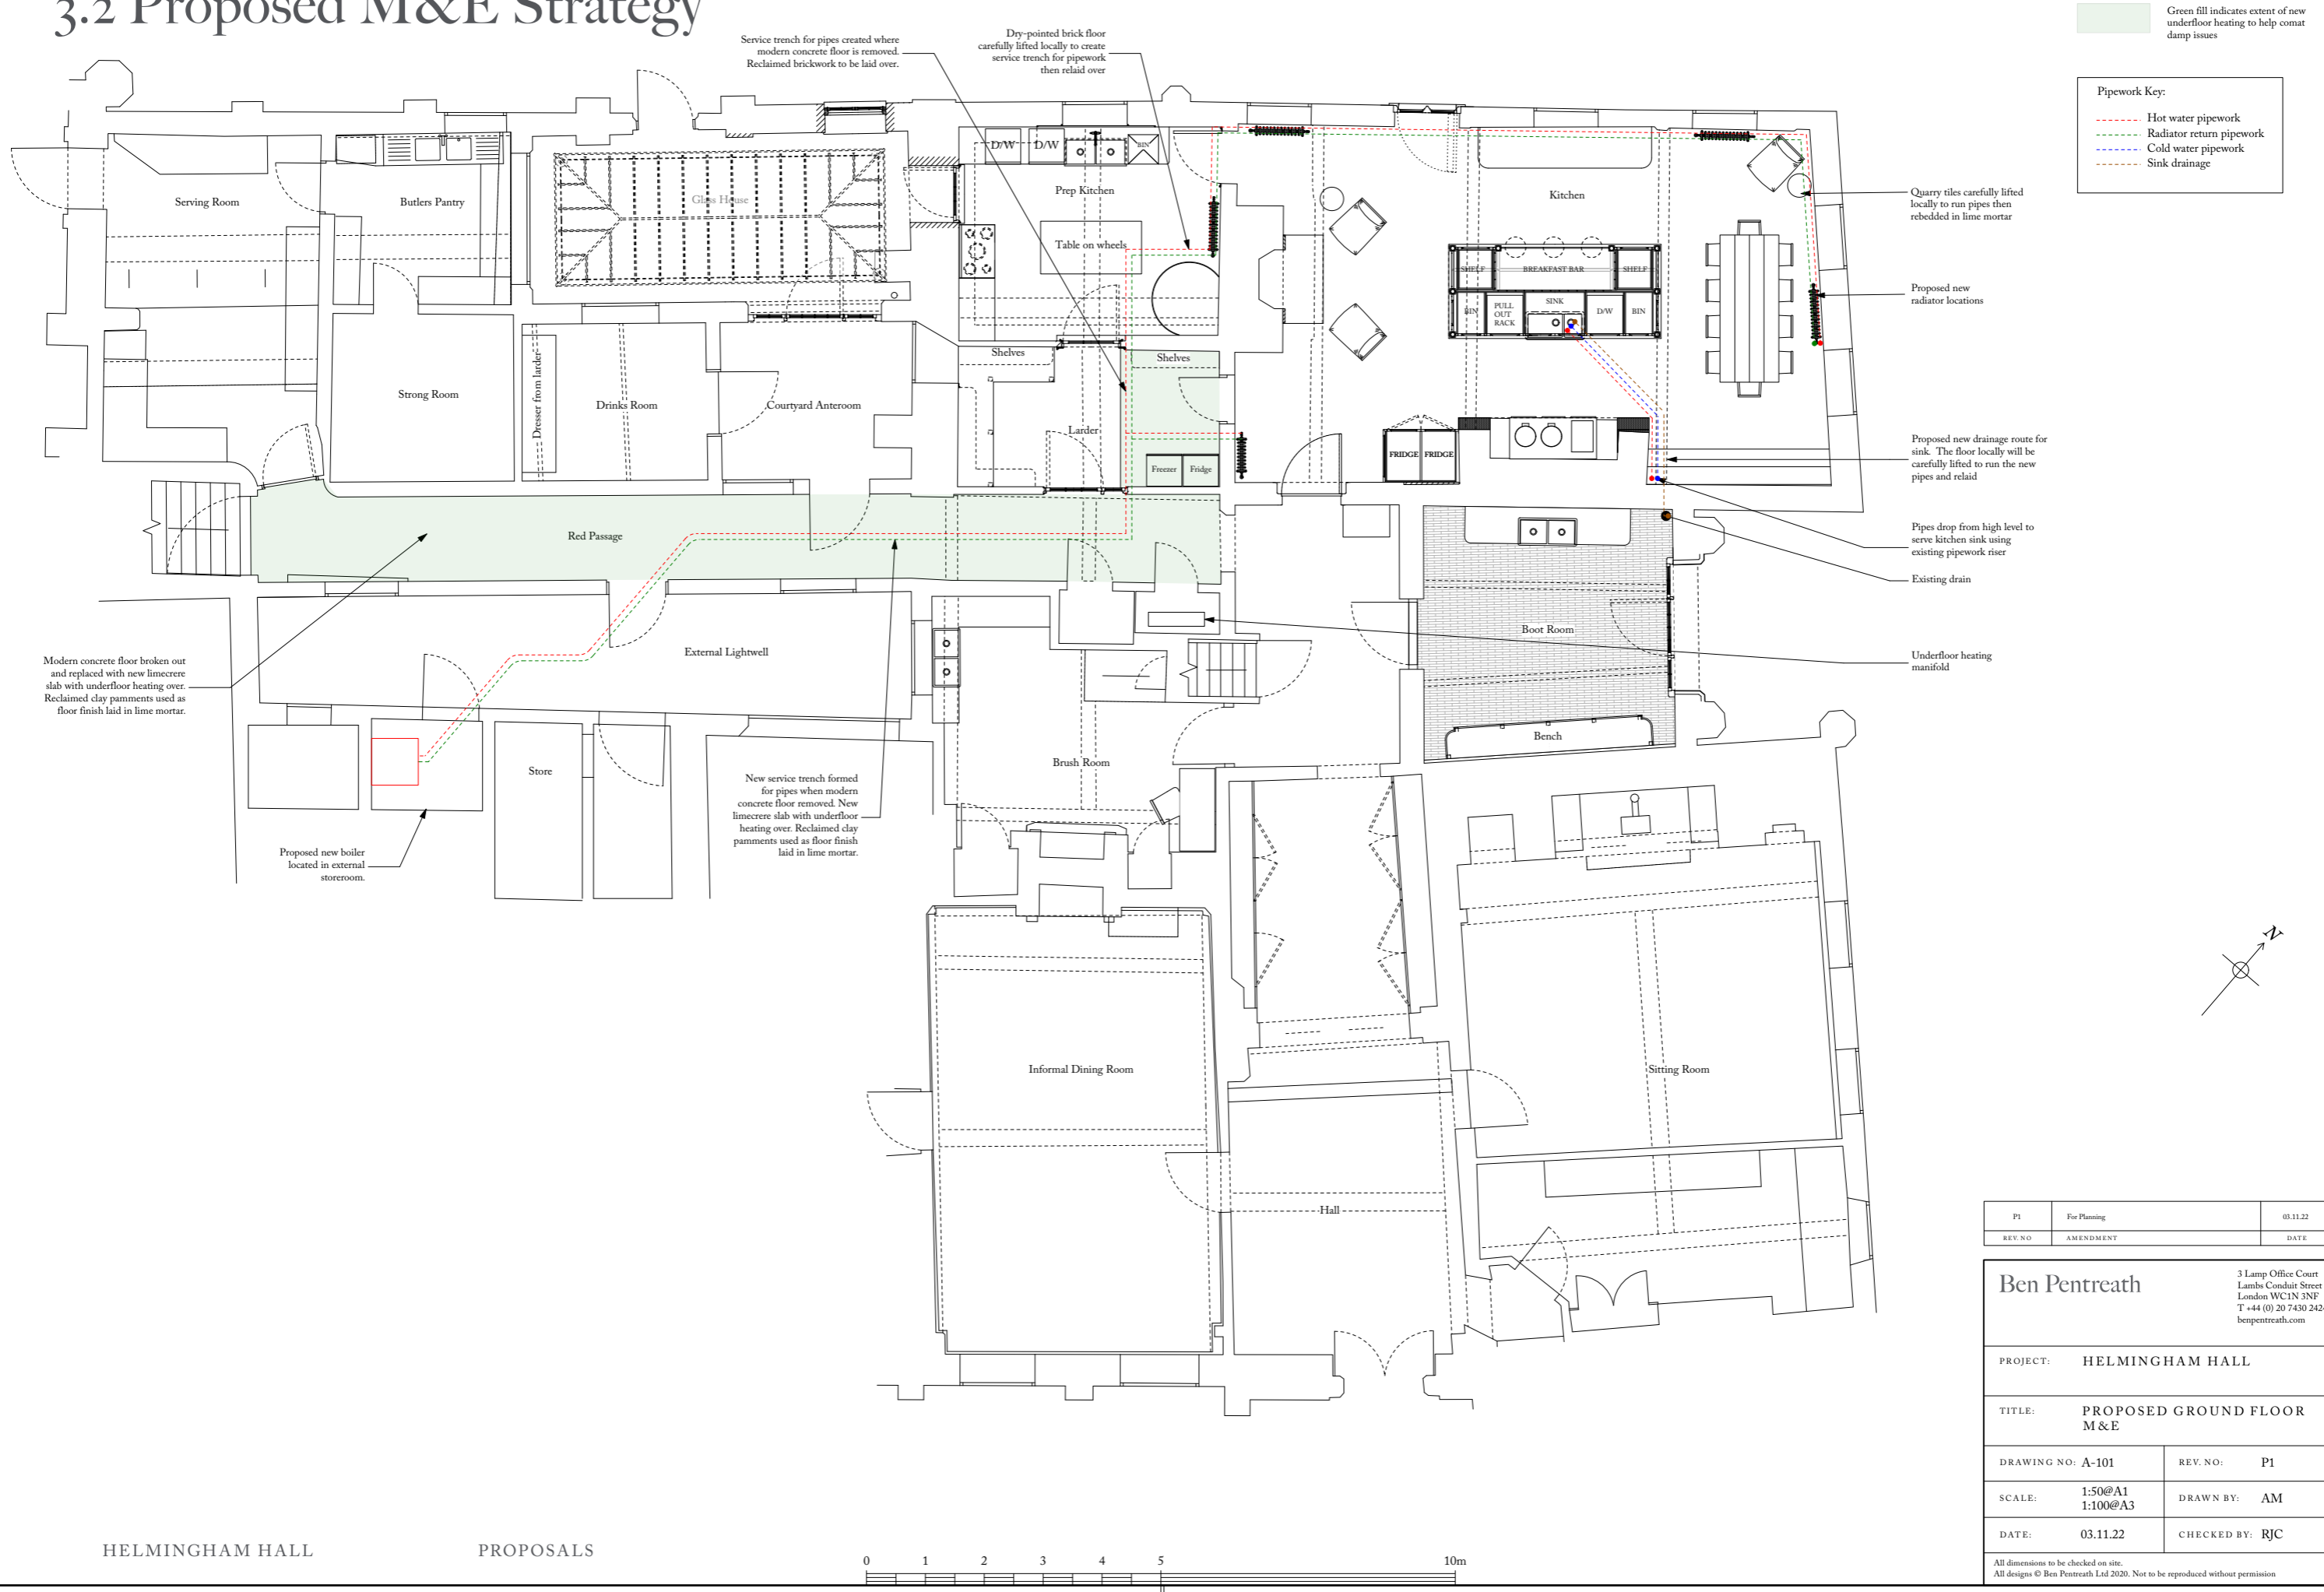 3.2 Proposed M&E Strategy
Green fill indicates extent of new
underfloor heating to help comat
damp issues
Pipework Key:
Hot water pipework
Radiator return pipework
Cold water pipework
Sink drainage
Service trench for pipes created where
modern concrete floor is removed.
Reclaimed brickwork to be laid over.
Dry-pointed brick floor
carefully lifted locally to create
service trench for pipework
then relaid over
Serving Room
Butlers Pantry
Glass House
D/W
D/W
BIN
Prep Kitchen
Table on wheels
Kitchen
SHELF
BREAKFAST BAR
SHELF
BIN
PULL
OUT
RACK
SINK
D/W
BIN
Quarry tiles carefully lifted
locally to run pipes then
rebedded in lime mortar
Proposed new
radiator locations
Shelves
Shelves
Strong Room
Dresser from larder
Drinks Room
Courtyard Anteroom
Larder
Freezer
Fridge
FRIDGE
FRIDGE
Proposed new drainage route for
sink. The floor locally will be
carefully lifted to run the new
pipes and relaid
Pipes drop from high level to
serve kitchen sink using
existing pipework riser
Existing drain
Red Passage
Boot Room
Underfloor heating
manifold
External Lightwell
Modern concrete floor broken out
and replaced with new limecrere
slab with underfloor heating over.
Reclaimed clay pamments used as
floor finish laid in lime mortar.
Bench
Store
Brush Room
New service trench formed
for pipes when modern
concrete floor removed. New
limecrere slab with underfloor
heating over. Reclaimed clay
pamments used as floor finish
laid in lime mortar.
Proposed new boiler
located in external
storeroom.
N
Informal Dining Room
Sitting Room
Hall
P1
For Planning
03.11.22
REV. NO
AMENDMENT
DATE
Ben Pentreath
3 Lamp Office Court
Lambs Conduit Street
London WC1N 3NF
T +44 (0) 20 7430 242
benpentreath.com
PROJECT: HELMINGHAM HALL
TITLE: PROPOSED GROUND FLOOR
M&E
DRAWING NO: A-101
REV. NO: P1
SCALE: 1:50@A1
1:100@A3
DRAWN BY: AM
DATE: 03.11.22
CHECKED BY: RJC
All dimensions to be checked on site.
All designs © Ben Pentreath Ltd 2020. Not to be reproduced without permission
HELMINGHAM HALL
PROPOSALS
0 1 2 3 4 5 10m